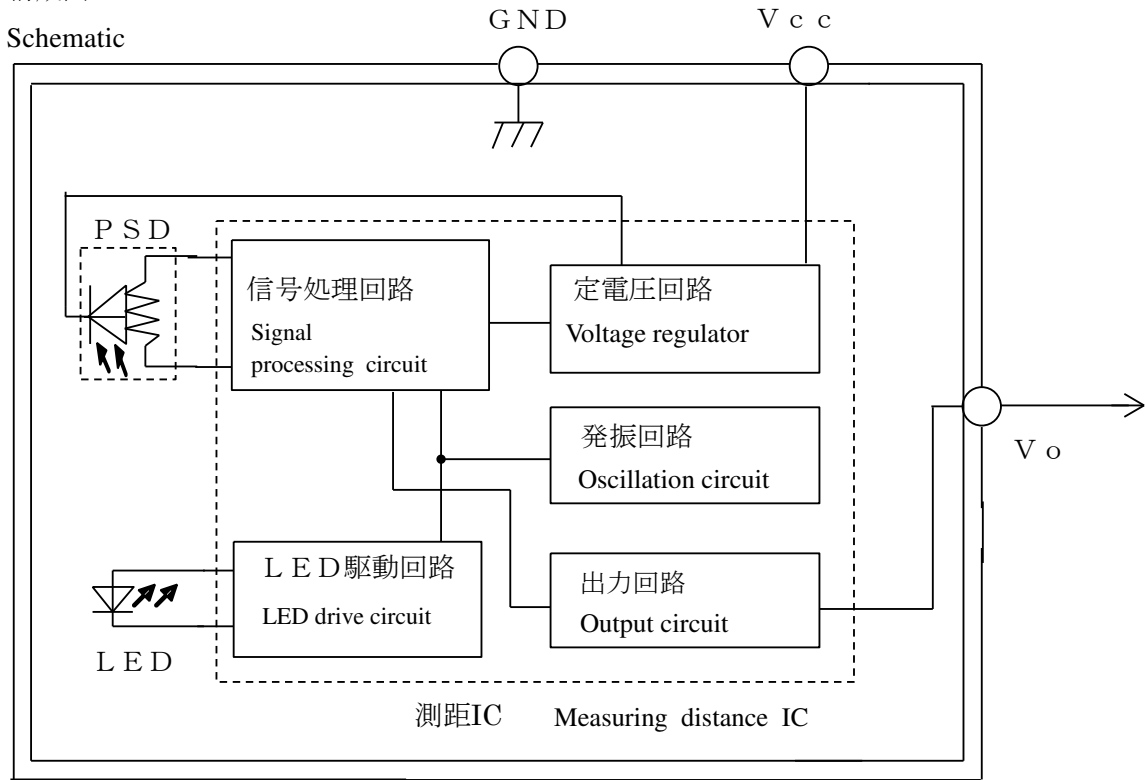 Schematic
ＧＮＤ
Ｖｃｃ
ＰＳＤ
信号処理回路
Signal
processing circuit
定電圧回路
Voltage regulator
発振回路
Oscillation circuit
Ｖｏ
ＬＥＤ駆動回路
LED drive circuit
出力回路
Output circuit
ＬＥＤ
測距IC Measuring distance IC